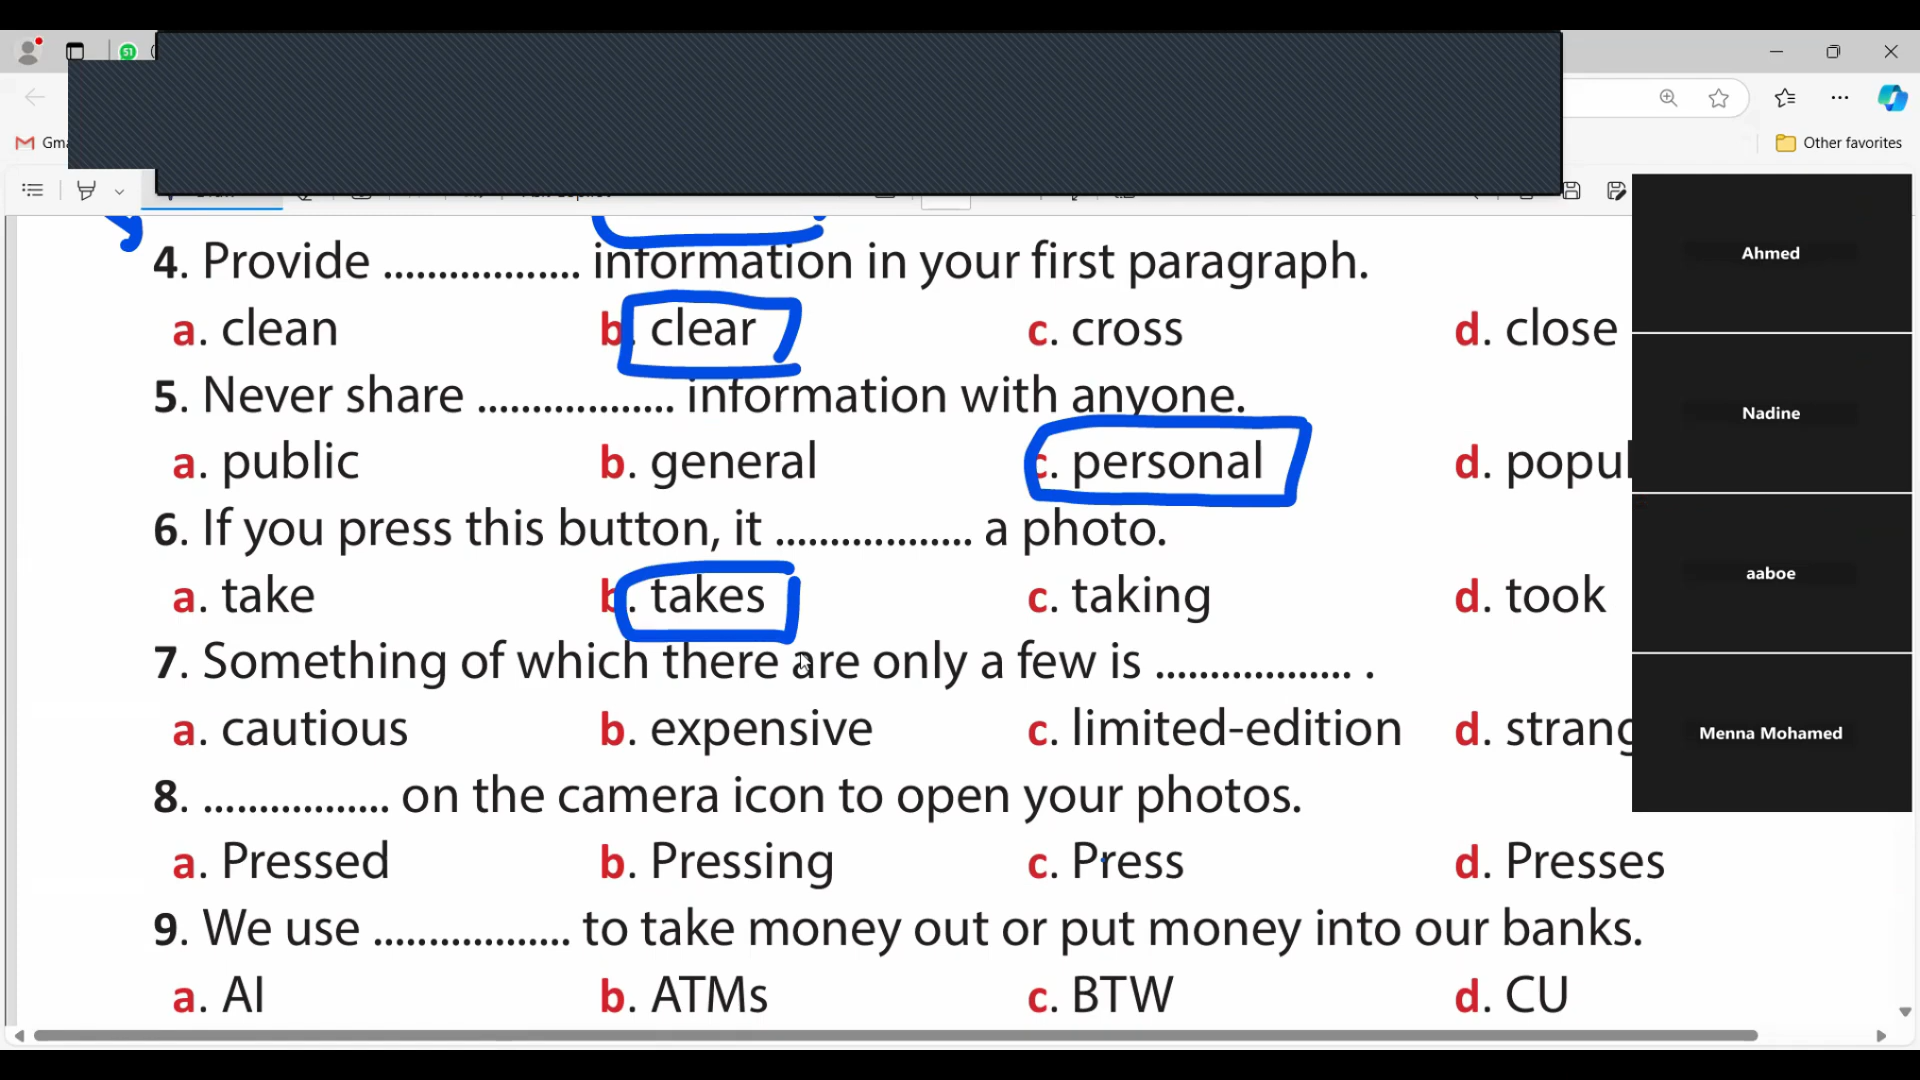 51
Gma
Other favorites
4. Provide .................. information in your first paragraph.
a. clean b. clear c. cross d. close
5. Never share .................. information with anyone.
a. public b. general c. personal d. popul
6. If you press this button, it .................. a photo.
a. take b. takes c. taking d. took
7. Something of which there are only a few is .................. .
a. cautious b. expensive c. limited-edition d. strang
8. ................. on the camera icon to open your photos.
a. Pressed b. Pressing c. Press d. Presses
9. We use .................. to take money out or put money into our banks.
a. AI b. ATMs c. BTW d. CU
Ahmed
Nadine
aaboe
Menna Mohamed